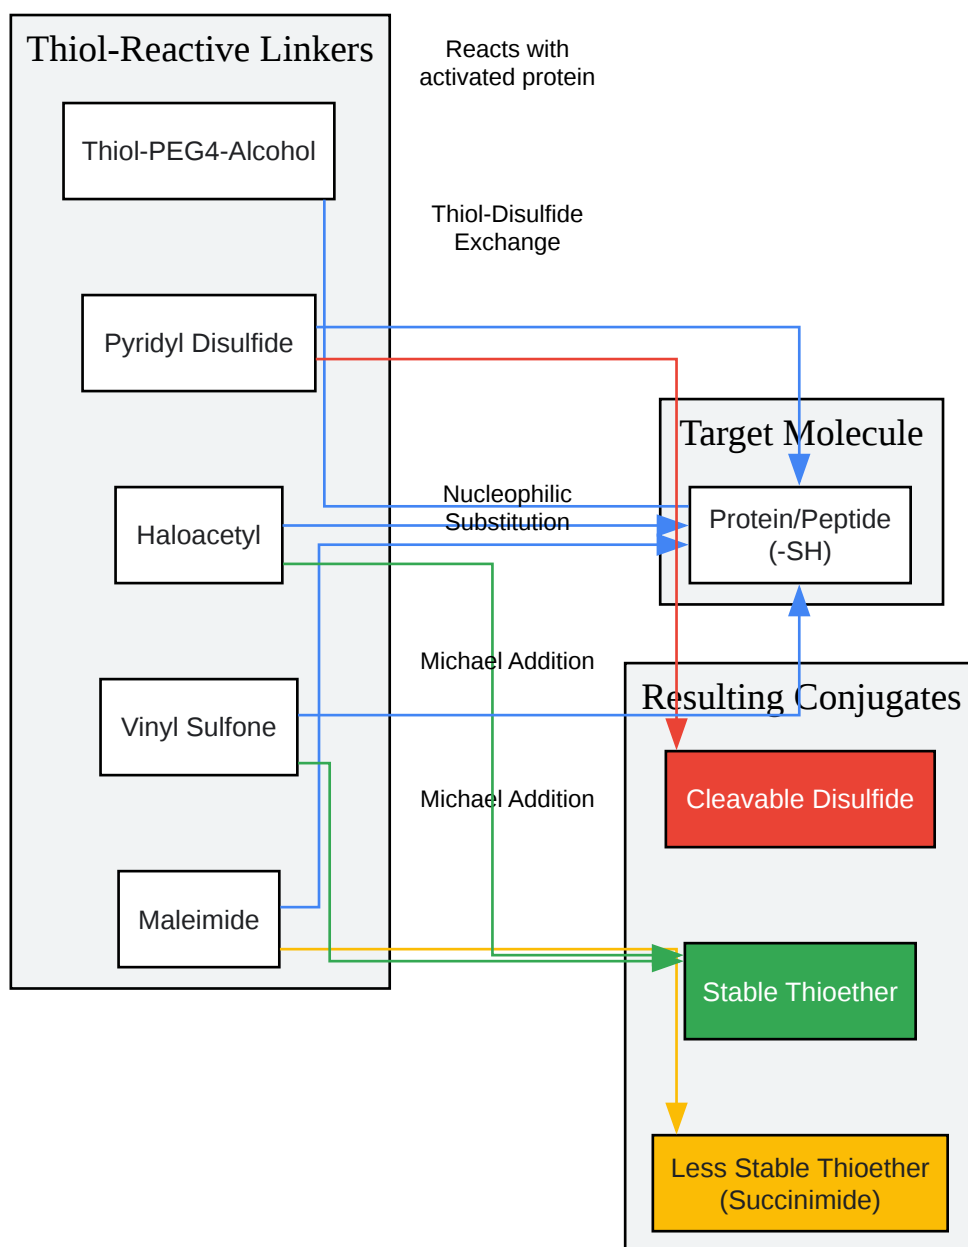 Thiol-Reactive Linkers
Reacts with
activated protein
Thiol-PEG4-Alcohol
Thiol-Disulfide
Exchange
Pyridyl Disulfide
Target Molecule
Nucleophilic
Substitution
Haloacetyl
Protein/Peptide
(-SH)
Michael Addition
Resulting Conjugates
Vinyl Sulfone
Michael Addition
Cleavable Disulfide
Maleimide
Stable Thioether
Less Stable Thioether
(Succinimide)